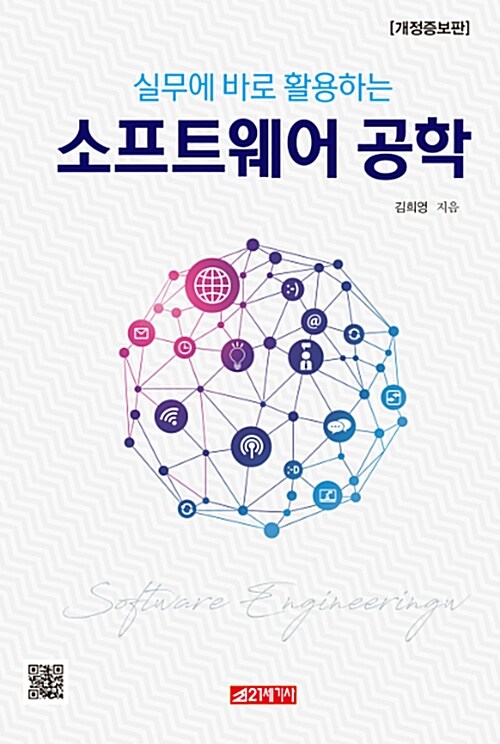 [개정증보판]
실무에 바로 활용하는
소프트웨어 공학
김희영 지음
@
:-)
:-D
Software Engineeringw
21세기사